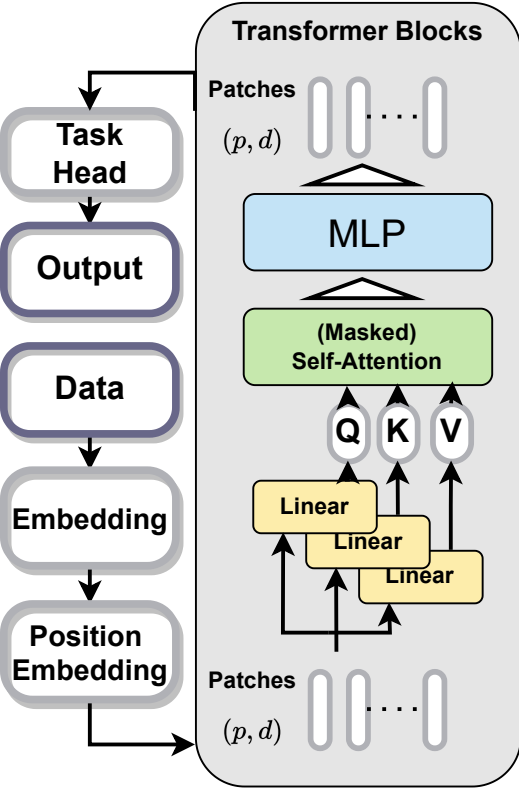 Transformer Blocks
Patches
(p, d)
. . . .
Task
Head
MLP
Output
(Masked)
Self-Attention
Data
Q K V
Linear
Linear
Linear
Embedding
Position
Embedding
Patches
(p, d)
. . . .